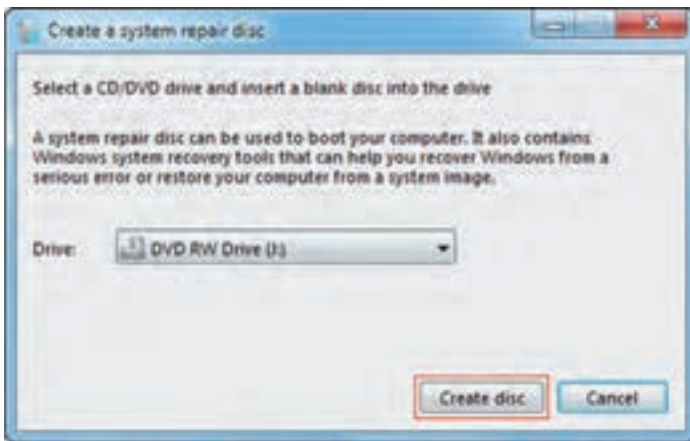 Create a system repair disc
Select a CD/DVD drive and insert a blank disc into the drive
A system repair disc can be used to boot your computer. It also contains
Windows system recovery tools that can help you recover Windows from a
serious error or restore your computer from a system image.
Drive: DVD RW Drive (J:)
Create disc Cancel